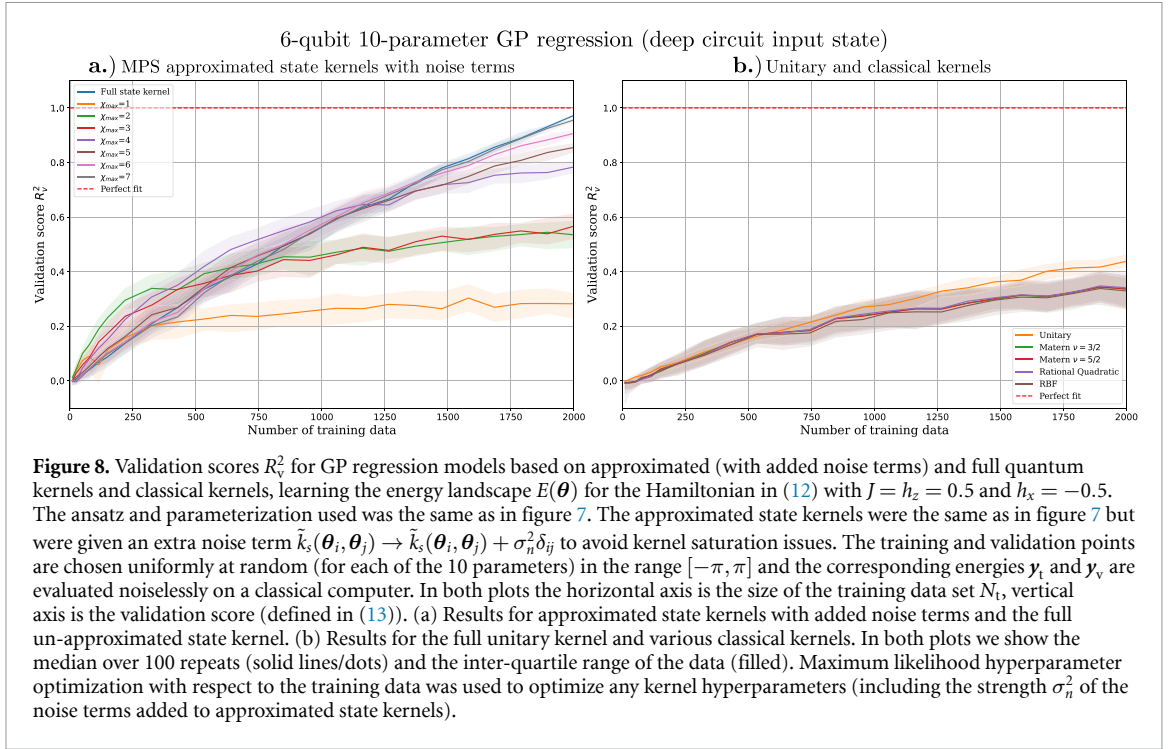 6-qubit 10-parameter GP regression (deep circuit input state)
a.) MPS approximated state kernels with noise terms
Full state kernel
χmax=1
χmax=2
χmax=3
χmax=4
χmax=5
χmax=6
χmax=7
Perfect fit
Validation score R²v
1.0
0.8
0.6
0.4
0.2
0.0
0
250
500
750
1000
1250
1500
1750
2000
Number of training data
b.) Unitary and classical kernels
Validation score R²v
1.0
0.8
0.6
0.4
0.2
0.0
Unitary
Matern ν = 3/2
Matern ν = 5/2
Rational Quadratic
RBF
Perfect fit
0
250
500
750
1000
1250
1500
1750
2000
Number of training data
Figure 8. Validation scores R²v for GP regression models based on approximated (with added noise terms) and full quantum
kernels and classical kernels, learning the energy landscape E(θ) for the Hamiltonian in (12) with J = hz = 0.5 and hx = −0.5.
The ansatz and parameterization used was the same as in figure 7. The approximated state kernels were the same as in figure 7 but
were given an extra noise term k̃s(θi, θj) → k̃s(θi, θj) + σ²nδij to avoid kernel saturation issues. The training and validation points
are chosen uniformly at random (for each of the 10 parameters) in the range [−π, π] and the corresponding energies yt and yv are
evaluated noiselessly on a classical computer. In both plots the horizontal axis is the size of the training data set Nt, vertical
axis is the validation score (defined in (13)). (a) Results for approximated state kernels with added noise terms and the full
un-approximated state kernel. (b) Results for the full unitary kernel and various classical kernels. In both plots we show the
median over 100 repeats (solid lines/dots) and the inter-quartile range of the data (filled). Maximum likelihood hyperparameter
optimization with respect to the training data was used to optimize any kernel hyperparameters (including the strength σ²n of the
noise terms added to approximated state kernels).